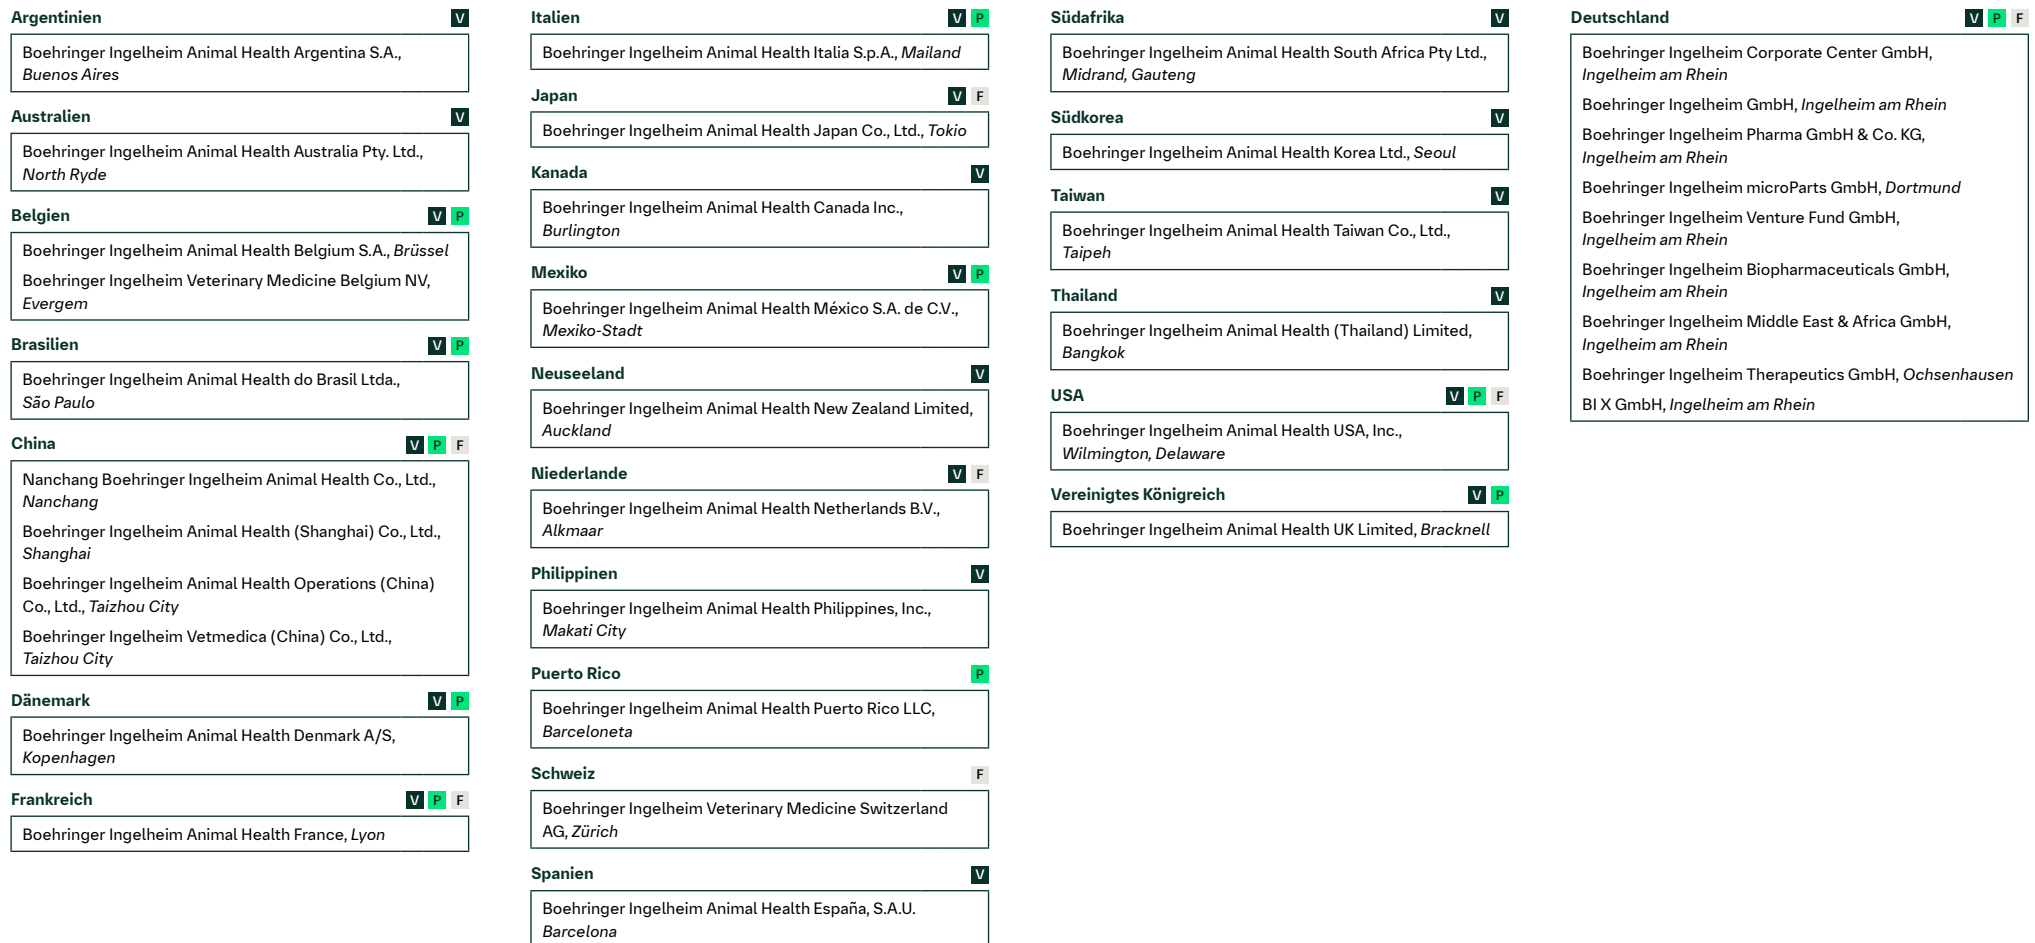 Argentinien V
Boehringer Ingelheim Animal Health Argentina S.A.,
Buenos Aires
Australien V
Boehringer Ingelheim Animal Health Australia Pty. Ltd.,
North Ryde
Belgien V P
Boehringer Ingelheim Animal Health Belgium S.A., Brüssel
Boehringer Ingelheim Veterinary Medicine Belgium NV,
Evergem
Brasilien V P
Boehringer Ingelheim Animal Health do Brasil Ltda.,
São Paulo
China V P F
Nanchang Boehringer Ingelheim Animal Health Co., Ltd.,
Nanchang
Boehringer Ingelheim Animal Health (Shanghai) Co., Ltd.,
Shanghai
Boehringer Ingelheim Animal Health Operations (China)
Co., Ltd., Taizhou City
Boehringer Ingelheim Vetmedica (China) Co., Ltd.,
Taizhou City
Dänemark V P
Boehringer Ingelheim Animal Health Denmark A/S,
Kopenhagen
Frankreich V P F
Boehringer Ingelheim Animal Health France, Lyon
Italien V P
Boehringer Ingelheim Animal Health Italia S.p.A., Mailand
Japan V F
Boehringer Ingelheim Animal Health Japan Co., Ltd., Tokio
Kanada V
Boehringer Ingelheim Animal Health Canada Inc.,
Burlington
Mexiko V P
Boehringer Ingelheim Animal Health México S.A. de C.V.,
Mexiko-Stadt
Neuseeland V
Boehringer Ingelheim Animal Health New Zealand Limited,
Auckland
Niederlande V F
Boehringer Ingelheim Animal Health Netherlands B.V.,
Alkmaar
Philippinen V
Boehringer Ingelheim Animal Health Philippines, Inc.,
Makati City
Puerto Rico P
Boehringer Ingelheim Animal Health Puerto Rico LLC,
Barceloneta
Schweiz F
Boehringer Ingelheim Veterinary Medicine Switzerland
AG, Zürich
Spanien V
Boehringer Ingelheim Animal Health España, S.A.U.
Barcelona
Südafrika V
Boehringer Ingelheim Animal Health South Africa Pty Ltd.,
Midrand, Gauteng
Südkorea V
Boehringer Ingelheim Animal Health Korea Ltd., Seoul
Taiwan V
Boehringer Ingelheim Animal Health Taiwan Co., Ltd.,
Taipeh
Thailand V
Boehringer Ingelheim Animal Health (Thailand) Limited,
Bangkok
USA V P F
Boehringer Ingelheim Animal Health USA, Inc.,
Wilmington, Delaware
Vereinigtes Königreich V P
Boehringer Ingelheim Animal Health UK Limited, Bracknell
Deutschland V P F
Boehringer Ingelheim Corporate Center GmbH,
Ingelheim am Rhein
Boehringer Ingelheim GmbH, Ingelheim am Rhein
Boehringer Ingelheim Pharma GmbH & Co. KG,
Ingelheim am Rhein
Boehringer Ingelheim microParts GmbH, Dortmund
Boehringer Ingelheim Venture Fund GmbH,
Ingelheim am Rhein
Boehringer Ingelheim Biopharmaceuticals GmbH,
Ingelheim am Rhein
Boehringer Ingelheim Middle East & Africa GmbH,
Ingelheim am Rhein
Boehringer Ingelheim Therapeutics GmbH, Ochsenhausen
BI X GmbH, Ingelheim am Rhein